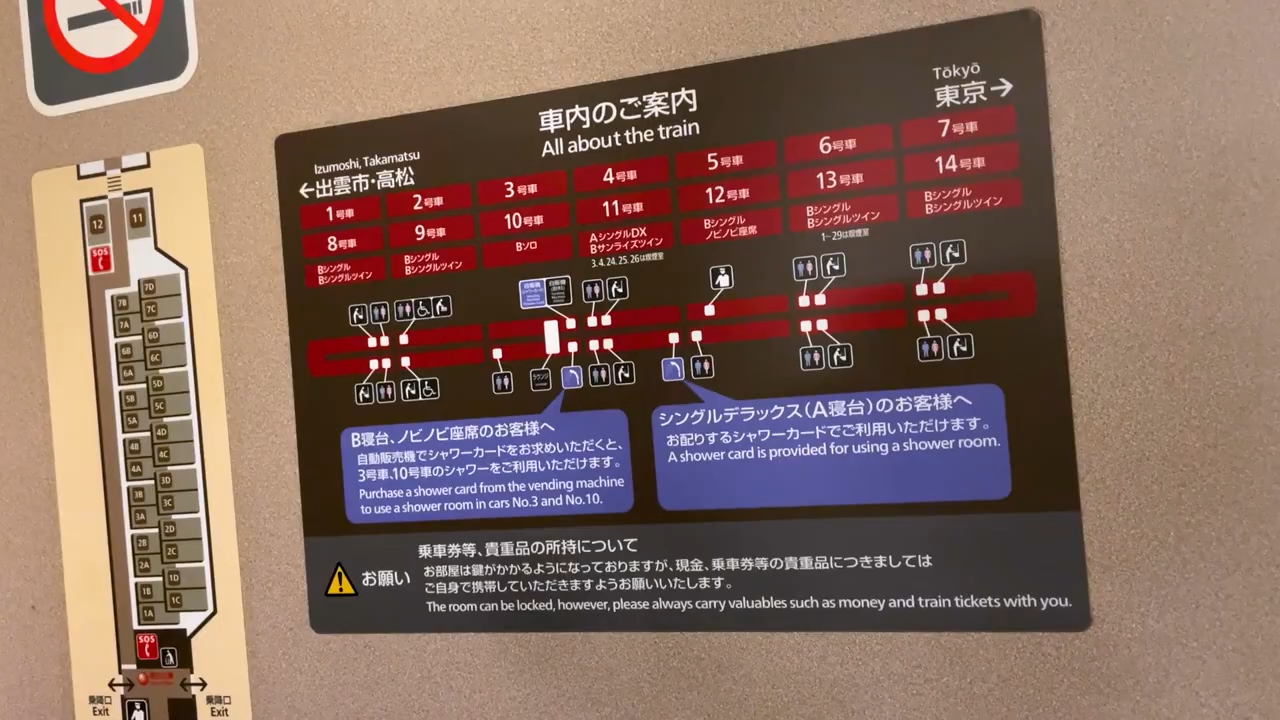 車内のご案内
All about the train
Tōkyō
東京→
Izumoshi, Takamatsu
←出雲市・高松
1号車
2号車
3号車
4号車
5号車
6号車
7号車
8号車
9号車
10号車
11号車
12号車
13号車
14号車
Bシングル
Bシングルツイン
Bシングル
Bシングルツイン
Bソロ
AシングルDX
Bサンライズツイン
3. 4. 24. 25. 26は喫煙室
Bシングル
ノビノビ座席
Bシングル
Bシングルツイン
1~29は喫煙室
Bシングル
Bシングルツイン
ラウンジ
B寝台、ノビノビ座席のお客様へ
自動販売機でシャワーカードをお求めいただくと、
3号車、10号車のシャワーをご利用いただけます。
Purchase a shower card from the vending machine
to use a shower room in cars No.3 and No.10.
シングルデラックス(A寝台)のお客様へ
お配りするシャワーカードでご利用いただけます。
A shower card is provided for using a shower room.
お願い
乗車券等、貴重品の所持について
お部屋は鍵がかかるようになっておりますが、現金、乗車券等の貴重品につきましては
ご自身で携帯していただきますようお願いいたします。
The room can be locked, however, please always carry valuables such as money and train tickets with you.
12
11
SOS
7D
7B
7C
7A
6D
6B
6C
6A
5D
5B
5C
5A
4D
4B
4C
4A
3D
3B
3C
3A
2D
2B
2C
2A
1D
1B
1C
1A
SOS
乗降口
Exit
乗降口
Exit